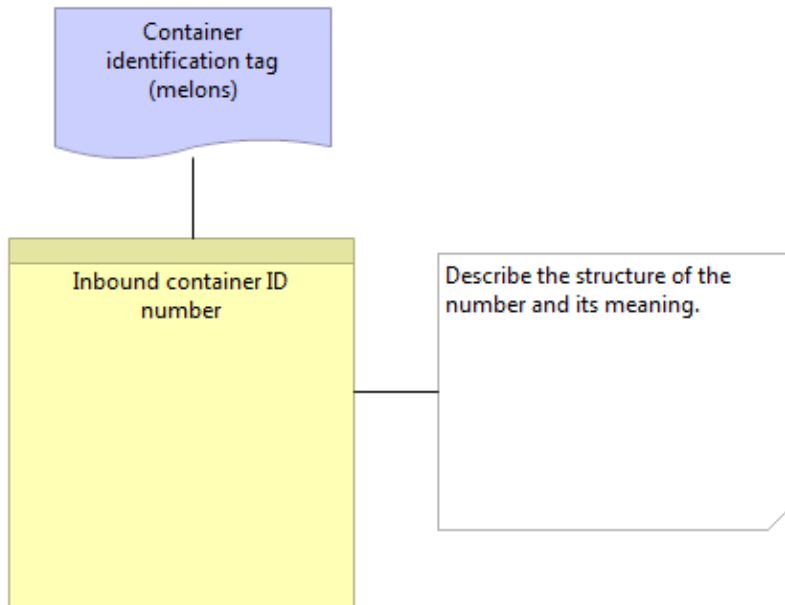 Container
identification tag
(melons)
Inbound container ID
number
Describe the structure of the
number and its meaning.